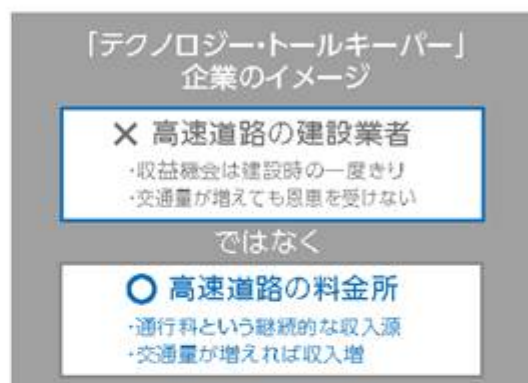 「テクノロジー・トールキーパー」
企業のイメージ
× 高速道路の建設業者
・収益機会は建設時の一度きり
・交通量が増えても恩恵を受けない
ではなく
○ 高速道路の料金所
・通行料という継続的な収入源
・交通量が増えれば収入増